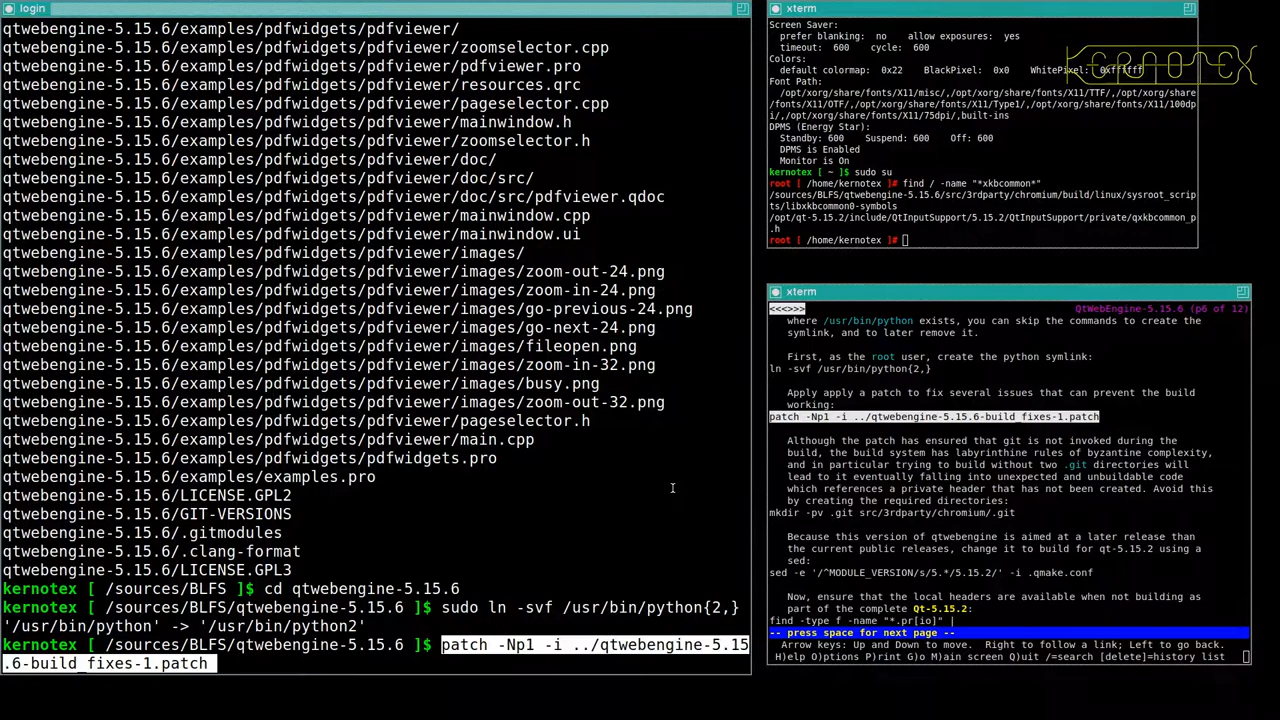 login
qtwebengine-5.15.6/examples/pdfwidgets/pdfviewer/
qtwebengine-5.15.6/examples/pdfwidgets/pdfviewer/zoomselector.cpp
qtwebengine-5.15.6/examples/pdfwidgets/pdfviewer/pdfviewer.pro
qtwebengine-5.15.6/examples/pdfwidgets/pdfviewer/resources.qrc
qtwebengine-5.15.6/examples/pdfwidgets/pdfviewer/pageselector.cpp
qtwebengine-5.15.6/examples/pdfwidgets/pdfviewer/mainwindow.h
qtwebengine-5.15.6/examples/pdfwidgets/pdfviewer/zoomselector.h
qtwebengine-5.15.6/examples/pdfwidgets/pdfviewer/doc/
qtwebengine-5.15.6/examples/pdfwidgets/pdfviewer/doc/src/
qtwebengine-5.15.6/examples/pdfwidgets/pdfviewer/doc/src/pdfviewer.qdoc
qtwebengine-5.15.6/examples/pdfwidgets/pdfviewer/mainwindow.cpp
qtwebengine-5.15.6/examples/pdfwidgets/pdfviewer/mainwindow.ui
qtwebengine-5.15.6/examples/pdfwidgets/pdfviewer/images/
qtwebengine-5.15.6/examples/pdfwidgets/pdfviewer/images/zoom-out-24.png
qtwebengine-5.15.6/examples/pdfwidgets/pdfviewer/images/zoom-in-24.png
qtwebengine-5.15.6/examples/pdfwidgets/pdfviewer/images/go-previous-24.png
qtwebengine-5.15.6/examples/pdfwidgets/pdfviewer/images/go-next-24.png
qtwebengine-5.15.6/examples/pdfwidgets/pdfviewer/images/fileopen.png
qtwebengine-5.15.6/examples/pdfwidgets/pdfviewer/images/zoom-in-32.png
qtwebengine-5.15.6/examples/pdfwidgets/pdfviewer/images/busy.png
qtwebengine-5.15.6/examples/pdfwidgets/pdfviewer/images/zoom-out-32.png
qtwebengine-5.15.6/examples/pdfwidgets/pdfviewer/pageselector.h
qtwebengine-5.15.6/examples/pdfwidgets/pdfviewer/main.cpp
qtwebengine-5.15.6/examples/pdfwidgets/pdfwidgets.pro
qtwebengine-5.15.6/examples/examples.pro
qtwebengine-5.15.6/LICENSE.GPL2
qtwebengine-5.15.6/GIT-VERSIONS
qtwebengine-5.15.6/.gitmodules
qtwebengine-5.15.6/.clang-format
qtwebengine-5.15.6/LICENSE.GPL3
kernotex [ /sources/BLFS ]$ cd qtwebengine-5.15.6
kernotex [ /sources/BLFS/qtwebengine-5.15.6 ]$ sudo ln -svf /usr/bin/python{2,}
'/usr/bin/python' -> '/usr/bin/python2'
kernotex [ /sources/BLFS/qtwebengine-5.15.6 ]$ patch -Np1 -i ../qtwebengine-5.15
.6-build_fixes-1.patch
xterm
Screen Saver:
prefer blanking:  no    allow exposures:  yes
timeout:  600    cycle:  600
Colors:
default colormap:  0x22    BlackPixel:  0x0    WhitePixel:  0xffffff
Font Path:
/opt/xorg/share/fonts/X11/misc/,/opt/xorg/share/fonts/X11/TTF/,/opt/xorg/share
/fonts/X11/OTF/,/opt/xorg/share/fonts/X11/Type1/,/opt/xorg/share/fonts/X11/100dp
i/,/opt/xorg/share/fonts/X11/75dpi/,built-ins
DPMS (Energy Star):
Standby: 600    Suspend: 600    Off: 600
DPMS is Enabled
Monitor is On
kernotex [ ~ ]$ sudo su
root [ /home/kernotex ]# find / -name "*xkbcommon*"
/sources/BLFS/qtwebengine-5.15.6/src/3rdparty/chromium/build/linux/sysroot_scrip
ts/libxkbcommon0-symbols
/opt/qt-5.15.2/include/QtInputSupport/5.15.2/QtInputSupport/private/qxkbcommon_p
.h
root [ /home/kernotex ]#
KERNOTEX
xterm
<<<>>> QtWebEngine-5.15.6 (p6 of 12)
where /usr/bin/python exists, you can skip the commands to create the
symlink, and to later remove it.
First, as the root user, create the python symlink:
ln -svf /usr/bin/python{2,}
Apply apply a patch to fix several issues that can prevent the build
working:
patch -Np1 -i ../qtwebengine-5.15.6-build_fixes-1.patch
Although the patch has ensured that git is not invoked during the
build, the build system has labyrinthine rules of byzantine complexity,
and in particular trying to build without two .git directories will
lead to it eventually falling into unexpected and unbuildable code
which references a private header that has not been created. Avoid this
by creating the required directories:
mkdir -pv .git src/3rdparty/chromium/.git
Because this version of qtwebengine is aimed at a later release than
the current public releases, change it to build for qt-5.15.2 using a
sed:
sed -e '/^MODULE_VERSION/s/5.*/5.15.2/' -i .qmake.conf
Now, ensure that the local headers are available when not building as
part of the complete Qt-5.15.2:
find -type f -name "*.pr[io]" |
-- press space for next page --
Arrow keys: Up and Down to move.  Right to follow a link; Left to go back.
H)elp O)ptions P)rint G)o M)ain screen Q)uit /=search [delete]=history list